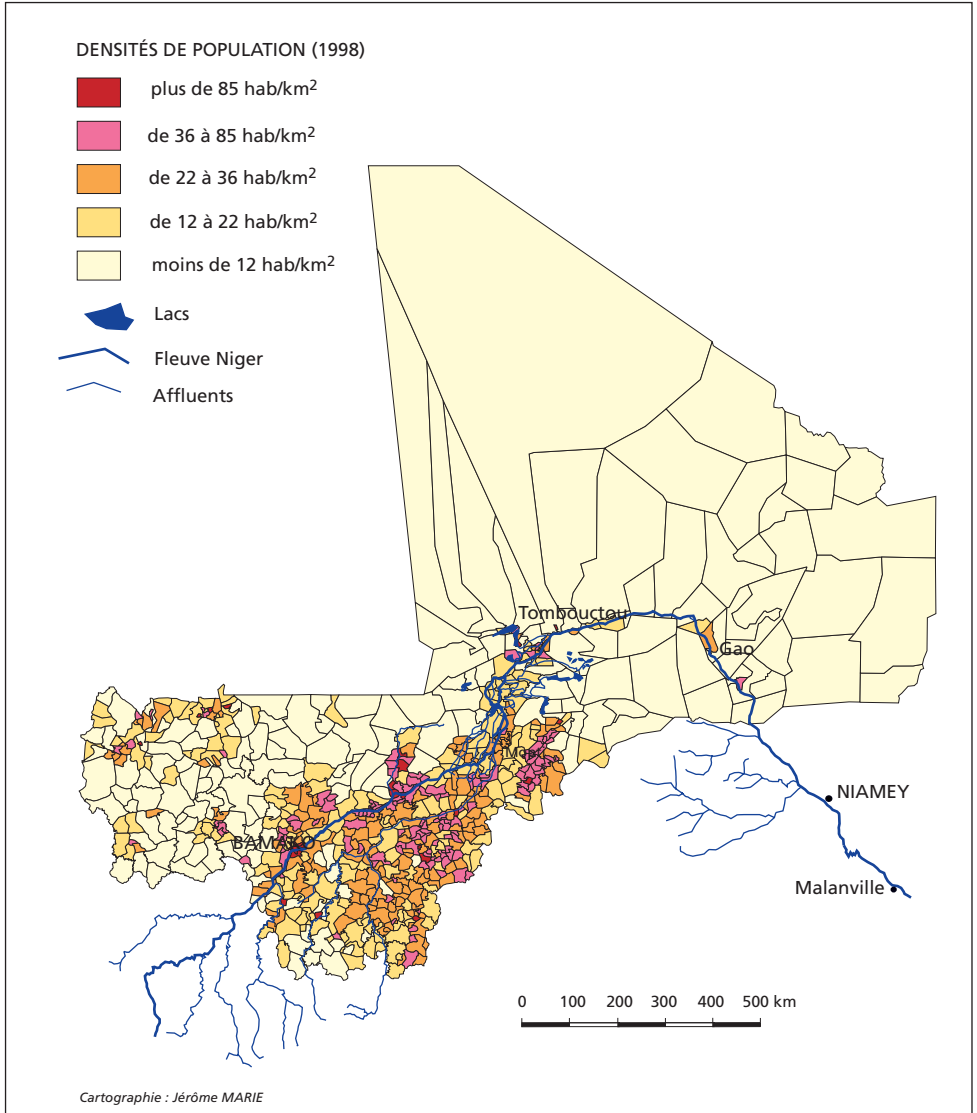 DENSITÉS DE POPULATION (1998)
plus de 85 hab/km²
de 36 à 85 hab/km²
de 22 à 36 hab/km²
de 12 à 22 hab/km²
moins de 12 hab/km²
Lacs
Fleuve Niger
Affluents
Tombouctou
Gao
BAMAKO
NIAMEY
Malanville
0 100 200 300 400 500 km
Cartographie : Jérôme MARIE